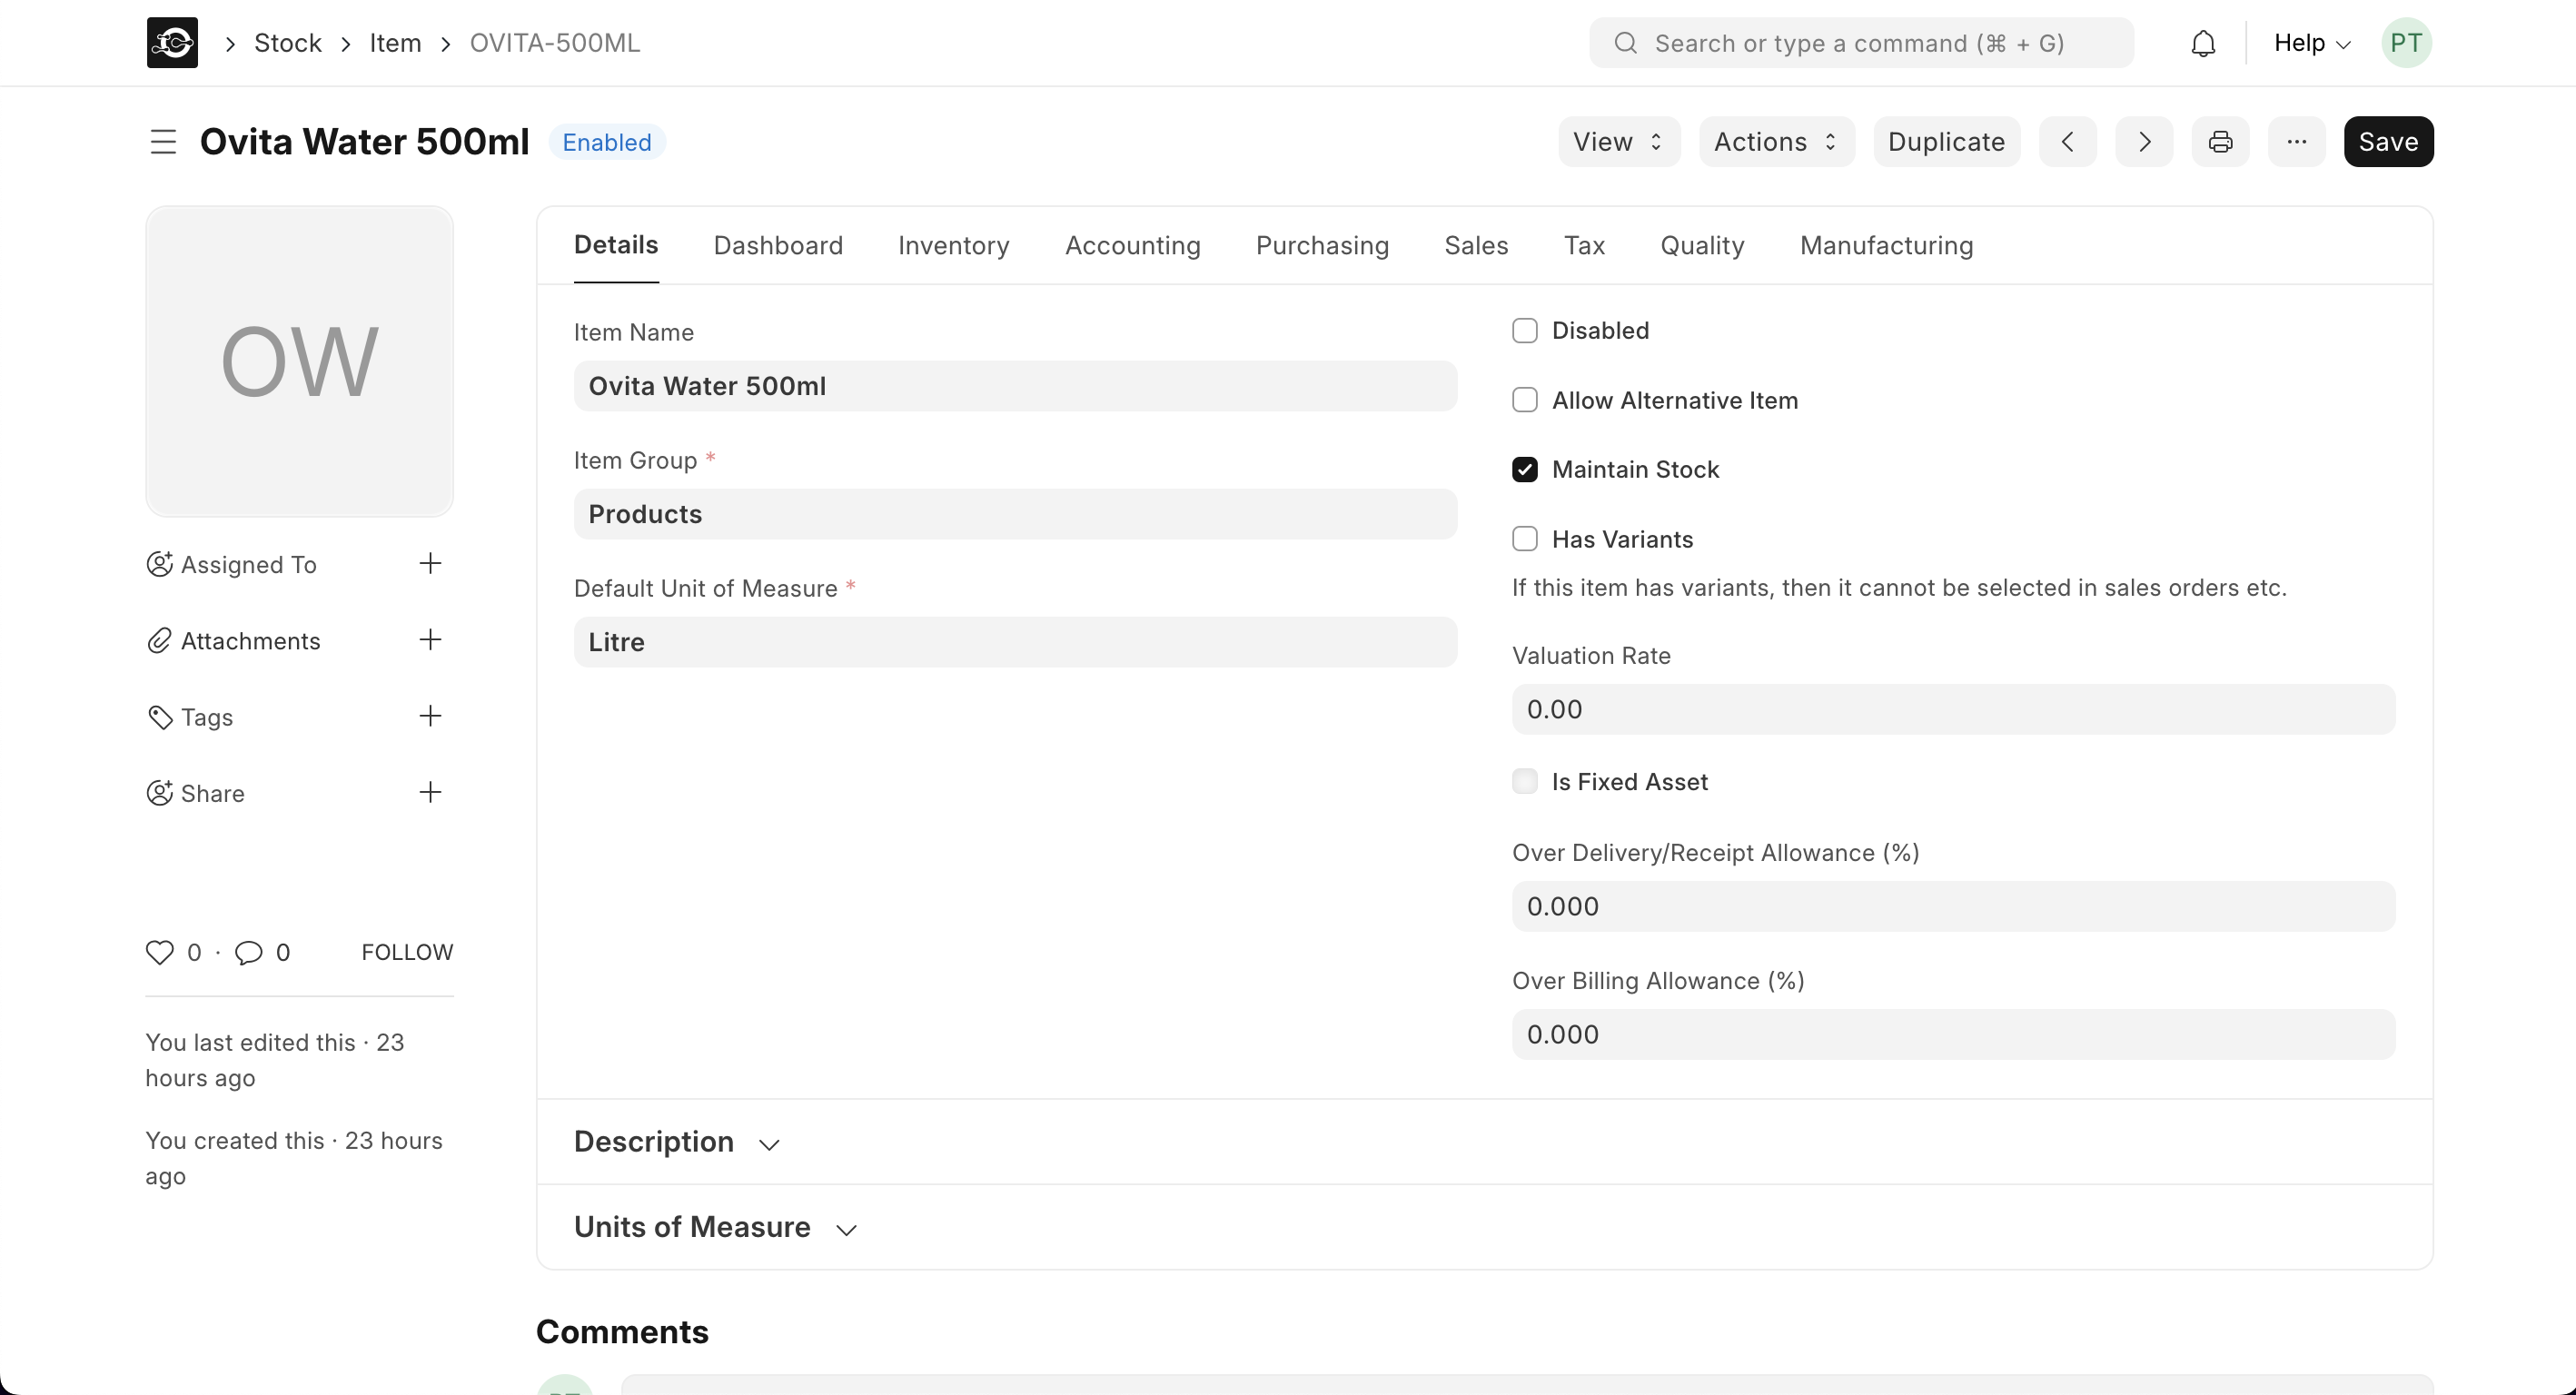 Stock
Item
OVITA-500ML
Search or type a command (⌘ + G)
Help
PT
Ovita Water 500ml
Enabled
View
Actions
Duplicate
Save
OW
Assigned To
Attachments
Tags
Share
0 · 0
FOLLOW
You last edited this · 23
hours ago
You created this · 23 hours
ago
Details
Dashboard
Inventory
Accounting
Purchasing
Sales
Tax
Quality
Manufacturing
Item Name
Ovita Water 500ml
Item Group *
Products
Default Unit of Measure *
Litre
Disabled
Allow Alternative Item
Maintain Stock
Has Variants
If this item has variants, then it cannot be selected in sales orders etc.
Valuation Rate
0.00
Is Fixed Asset
Over Delivery/Receipt Allowance (%)
0.000
Over Billing Allowance (%)
0.000
Description
Units of Measure
Comments